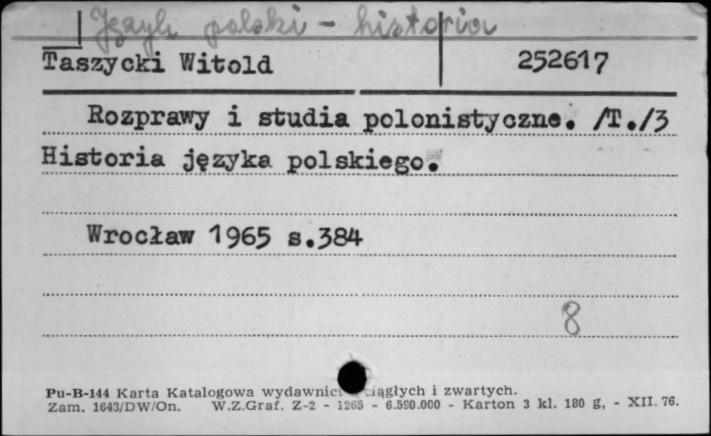 Język polski - historia
Taszycki Witold 252617
Rozprawy i studia polonistyczne. /T./3
Historia języka polskiego.
Wrocław 1965 s.384
8
Pu-B-144 Karta Katalogowa wydawnic ciągłych i zwartych.
Zam. 1643/DW/On. W.Z.Graf. Z-2 - 1265 - 6.590.000 - Karton 3 kl. 180 g, - XII. 76.